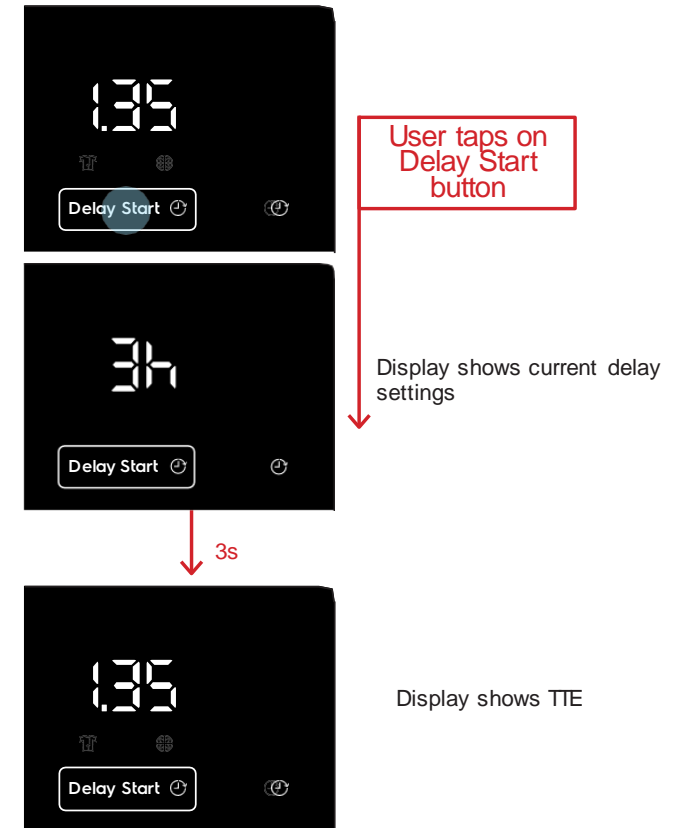 1.35
User taps on
Delay Start
button
Delay Start
3h
Display shows current delay
settings
Delay Start
3s
1.35
Display shows TTE
Delay Start